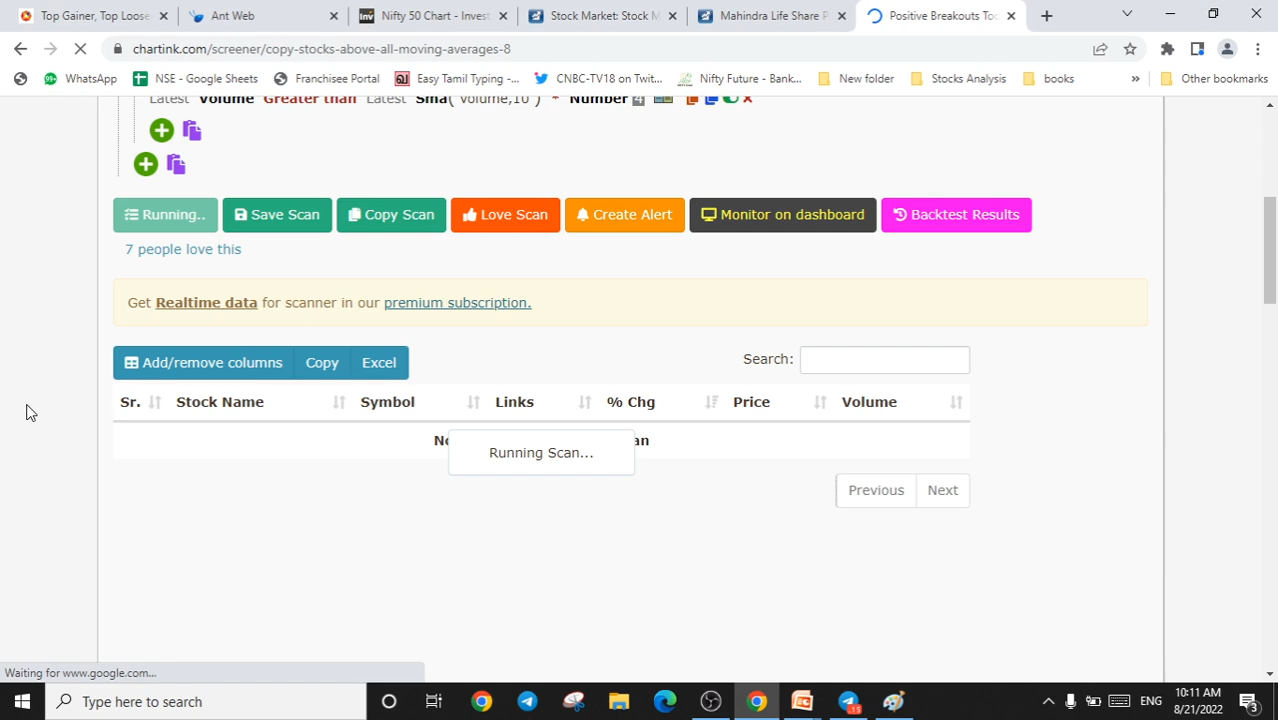 Top Gainer, Top Loose
Ant Web
Inv Nifty 50 Chart - Invest
Stock Market: Stock M
Mahindra Life Share P
Positive Breakouts Toc
chartink.com/screener/copy-stocks-above-all-moving-averages-8
99+ WhatsApp
NSE - Google Sheets
Franchisee Portal
Easy Tamil Typing -...
CNBC-TV18 on Twit...
Nifty Future - Bank...
New folder
Stocks Analysis
books
»
Other bookmarks
Latest Volume Greater than Latest Sma( volume,10 ) * Number 4
Running..
Save Scan
Copy Scan
Love Scan
Create Alert
Monitor on dashboard
Backtest Results
7 people love this
Get Realtime data for scanner in our premium subscription.
Add/remove columns Copy Excel
Search:
Sr. Stock Name Symbol Links % Chg Price Volume
Running Scan...
Previous Next
Waiting for www.google.com...
Type here to search
15
ENG
10:11 AM
8/21/2022
3